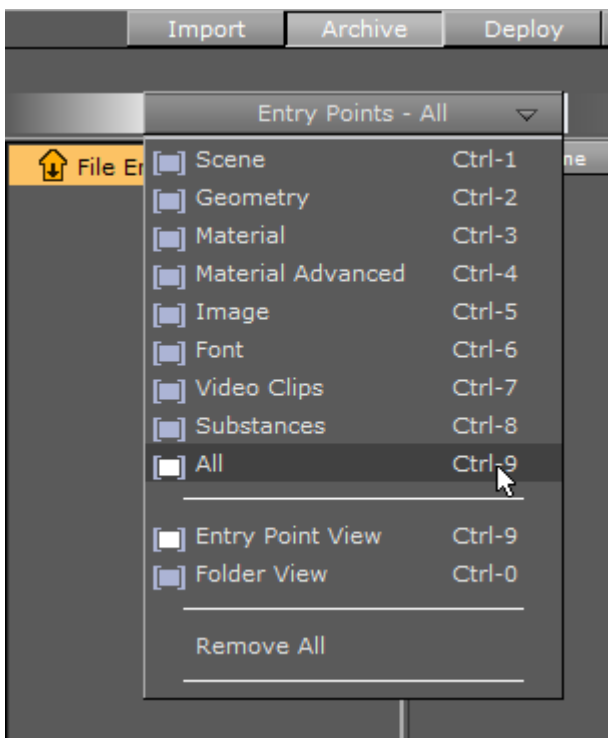 Import Archive Deploy
Entry Points - All
File En
ne
Scene Ctrl-1
Geometry Ctrl-2
Material Ctrl-3
Material Advanced Ctrl-4
Image Ctrl-5
Font Ctrl-6
Video Clips Ctrl-7
Substances Ctrl-8
All Ctrl-9
Entry Point View Ctrl-9
Folder View Ctrl-0
Remove All